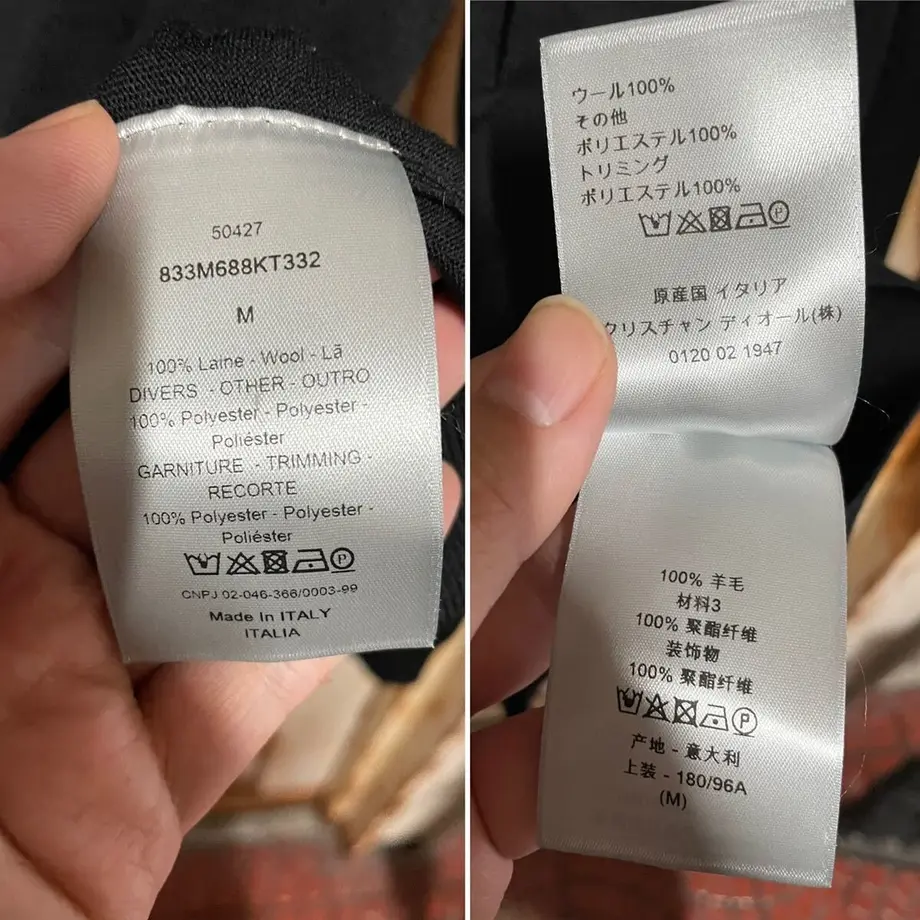 50427
833M688KT332
M
100% Laine - Wool - Lã
DIVERS - OTHER - OUTRO
100% Polyester - Polyester -
Poliéster
GARNITURE - TRIMMING -
RECORTE
100% Polyester - Polyester -
Poliéster
P
CNPJ 02-046-366/0003-99
Made In ITALY
ITALIA
ウール100%
その他
ポリエステル100%
トリミング
ポリエステル100%
P
原産国 イタリア
クリスチャン ディオール(株)
0120 02 1947
100% 羊毛
材料3
100% 聚酯纤维
装饰物
100% 聚酯纤维
P
产地 - 意大利
上装 - 180/96A
(M)